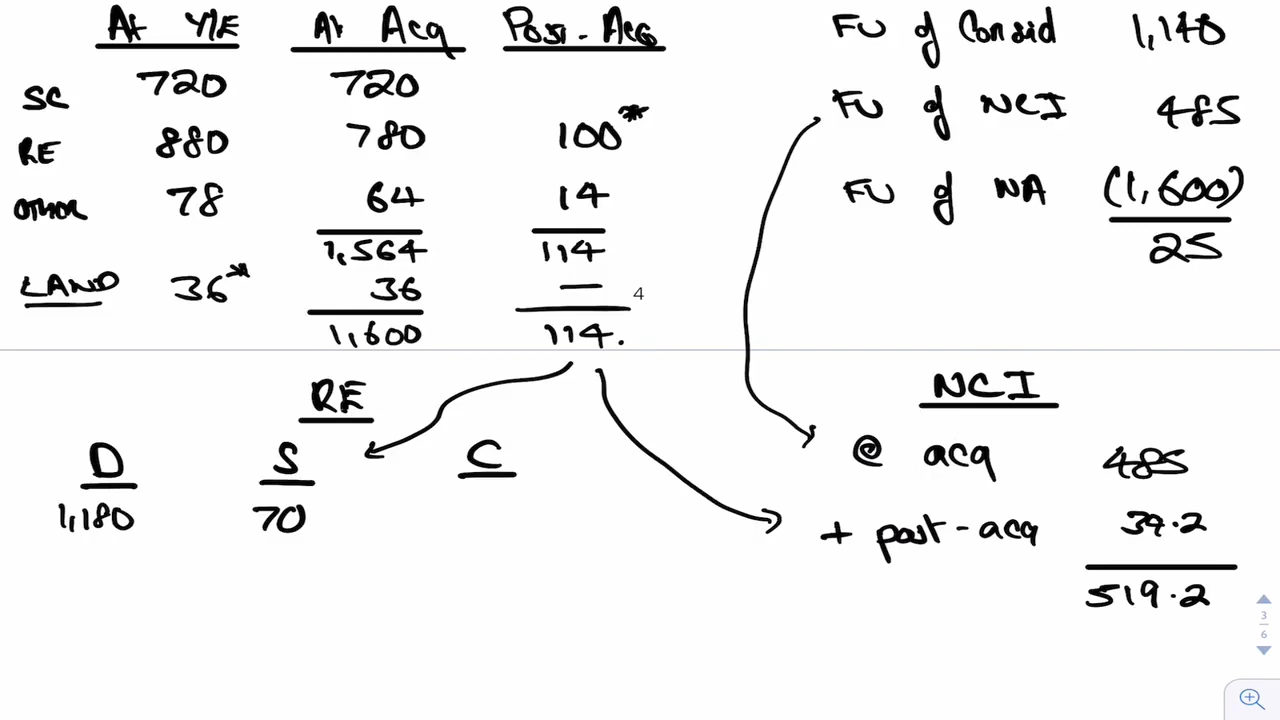 At Y/E At Acq Post-Acq
SC 720 720
RE 880 780 100*
Other 78 64 14
1,564 114
LAND 36* 36 —
1,600 114.
4
FV of Consid 1,140
FV of NCI 485
FV of NA (1,600)
25
RE
D S C
1,180 70
NCI
@ acq 485
+ post-acq 34.2
519.2
3
6